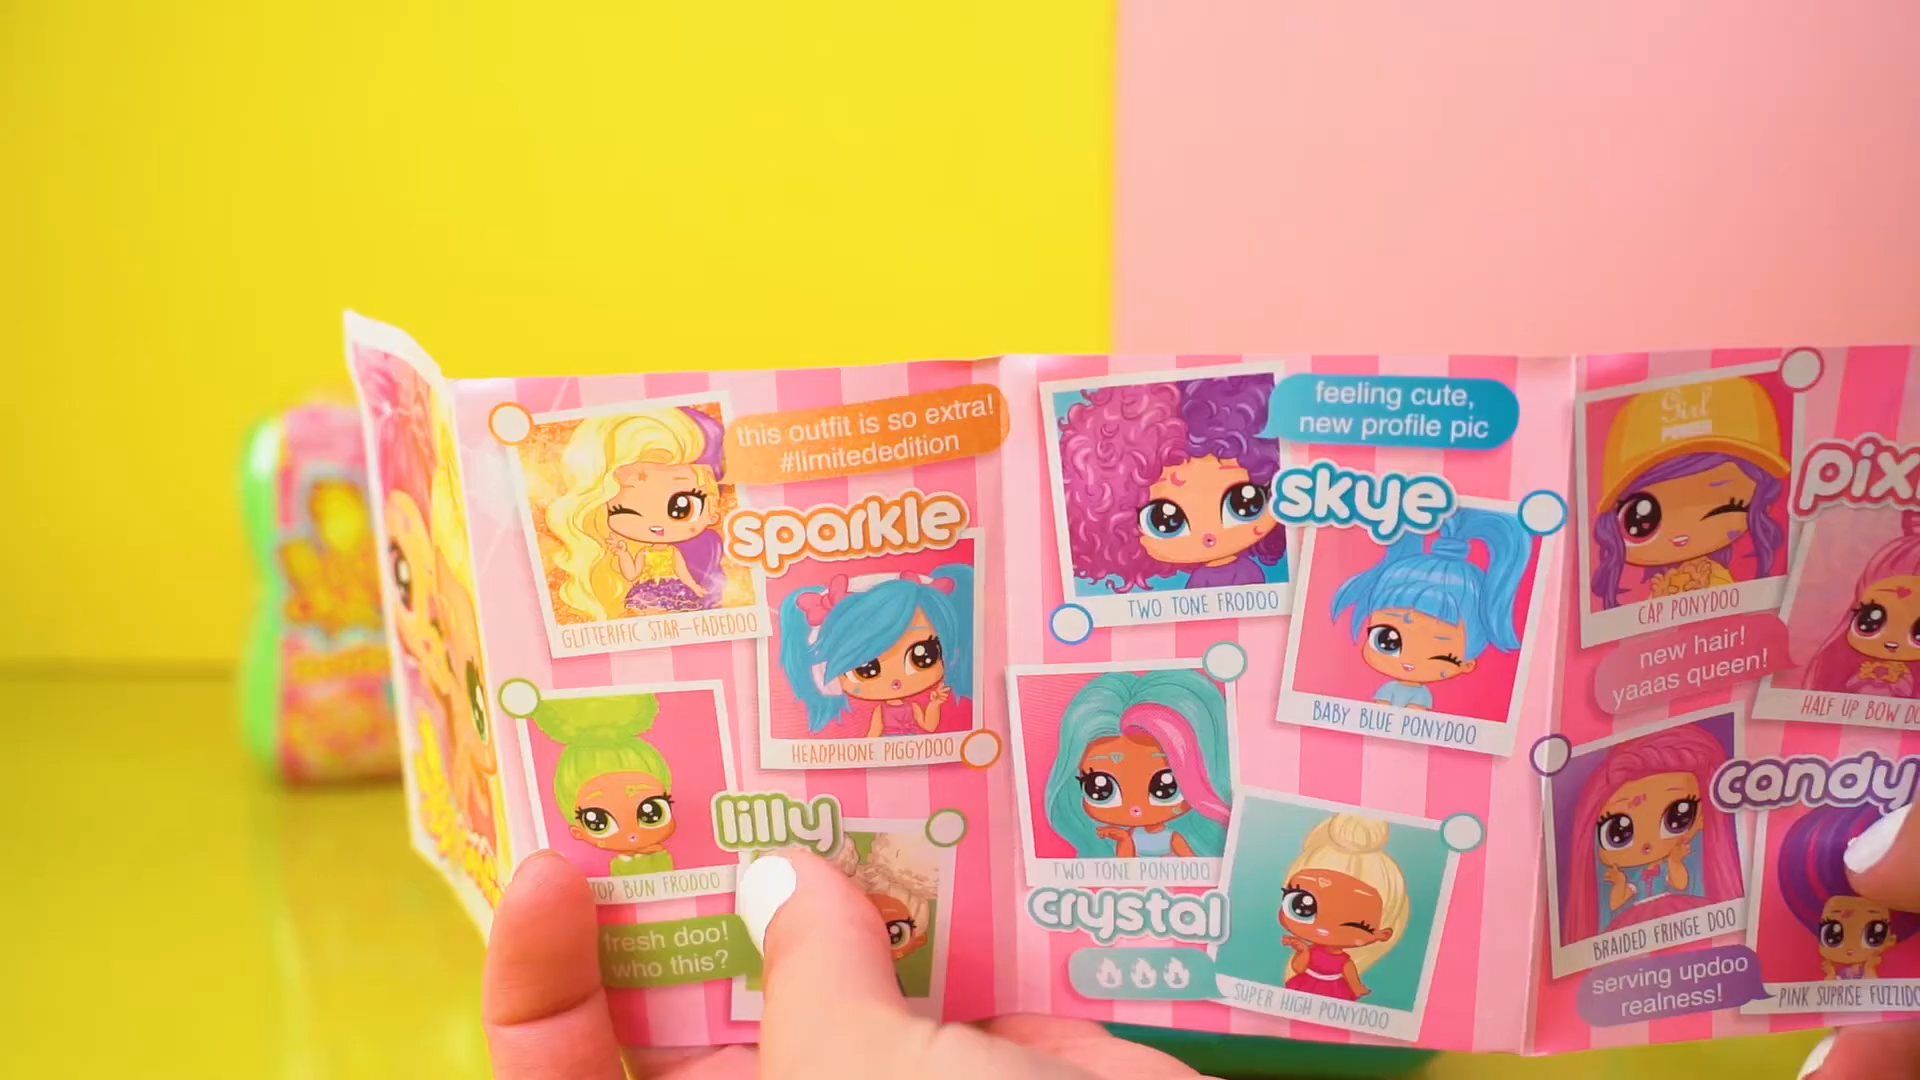 this outfit is so extra!
#limitededition
sparkle
GLITTERIFIC STAR-FADEDOO
HEADPHONE PIGGYDOO
lilly
TOP BUN FRODOO
fresh doo!
who this?
feeling cute,
new profile pic
skye
TWO TONE FRODOO
BABY BLUE PONYDOO
TWO TONE PONYDOO
crystal
SUPER HIGH PONYDOO
Girl
POWER
CAP PONYDOO
new hair!
yaaas queen!
HALF UP BOW
candy
BRAIDED FRINGE DOO
serving updoo
realness!
PINK SUPRISE